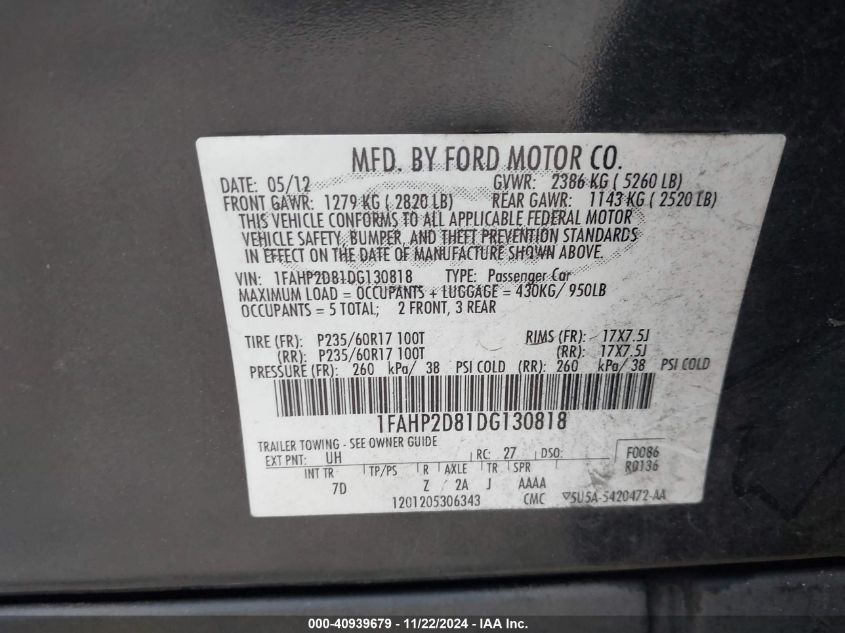 MFD. BY FORD MOTOR CO.
DATE: 05/12 GVWR: 2386 KG ( 5260 LB)
FRONT GAWR: 1279 KG ( 2820 LB) REAR GAWR: 1143 KG ( 2520 LB)
THIS VEHICLE CONFORMS TO ALL APPLICABLE FEDERAL MOTOR
VEHICLE SAFETY, BUMPER, AND THEFT PREVENTION STANDARDS
IN EFFECT ON THE DATE OF MANUFACTURE SHOWN ABOVE.
VIN: 1FAHP2D81DG130818 TYPE: Passenger Car
MAXIMUM LOAD = OCCUPANTS + LUGGAGE = 430KG/ 950LB
OCCUPANTS = 5 TOTAL; 2 FRONT, 3 REAR
TIRE (FR): P235/60R17 100T RIMS (FR): 17X7.5J
(RR): P235/60R17 100T (RR): 17X7.5J
PRESSURE (FR): 260 kPa/ 38 PSI COLD (RR): 260 kPa/ 38 PSI COLD
1FAHP2D81DG130818
TRAILER TOWING - SEE OWNER GUIDE
EXT PNT: UH RC: 27 DSO: F0086
R0136
INT TR TP/PS R AXLE TR SPR
7D Z 2A J AAAA
1201205306343 CMC 5U5A-5420472-AA
000-40939679 - 11/22/2024 - IAA Inc.